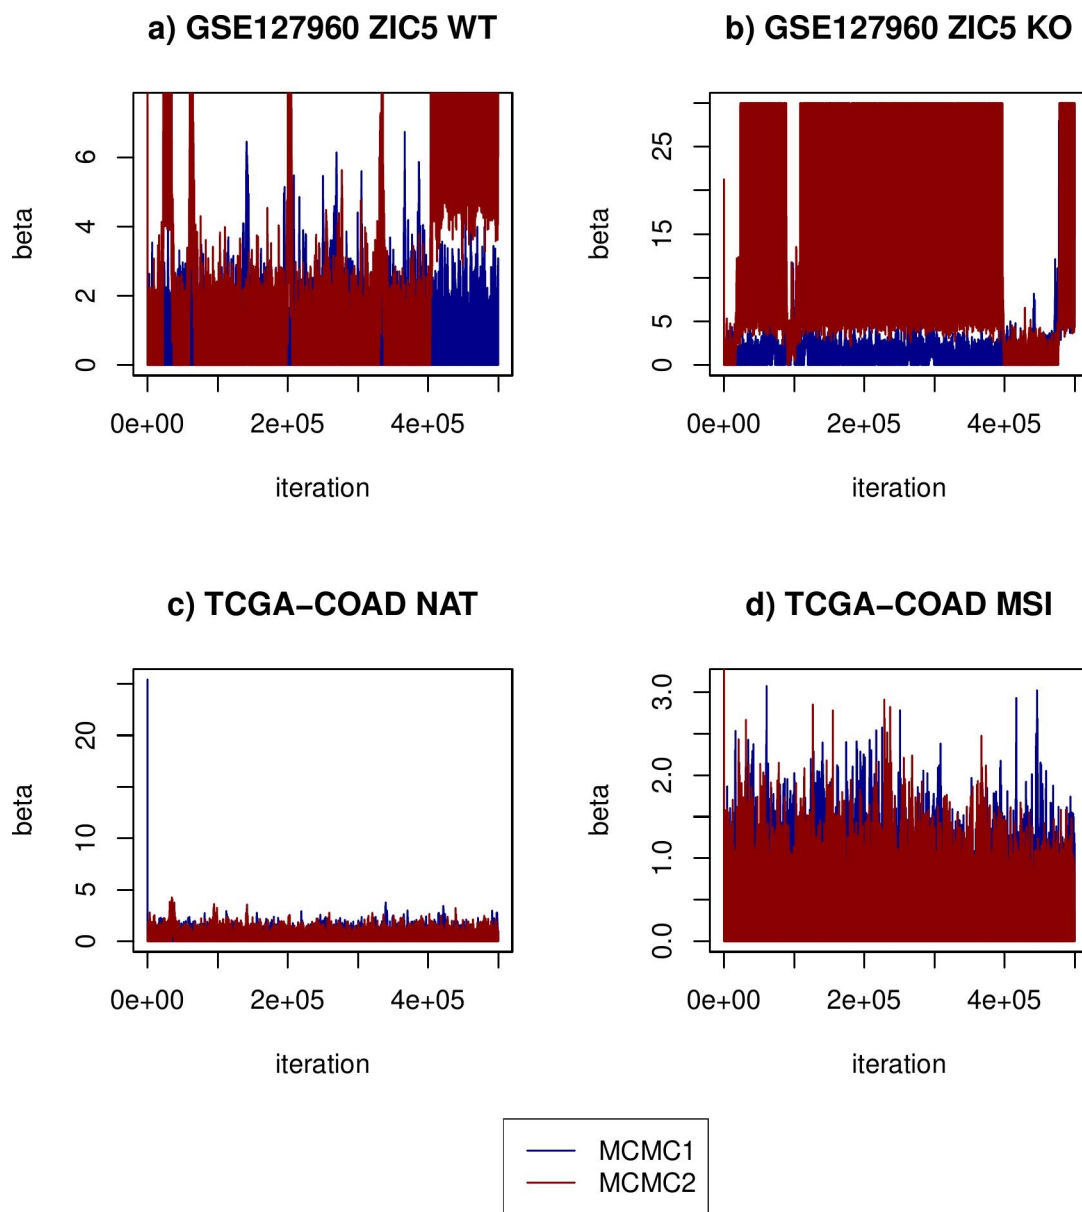 a) GSE127960 ZIC5 WT
b) GSE127960 ZIC5 KO
6
4
2
0
beta
0e+00 2e+05 4e+05
iteration
25
15
5
0
beta
0e+00 2e+05 4e+05
iteration
c) TCGA−COAD NAT
d) TCGA−COAD MSI
20
10
5
0
beta
0e+00 2e+05 4e+05
iteration
3.0
2.0
1.0
0.0
beta
0e+00 2e+05 4e+05
iteration
MCMC1
MCMC2